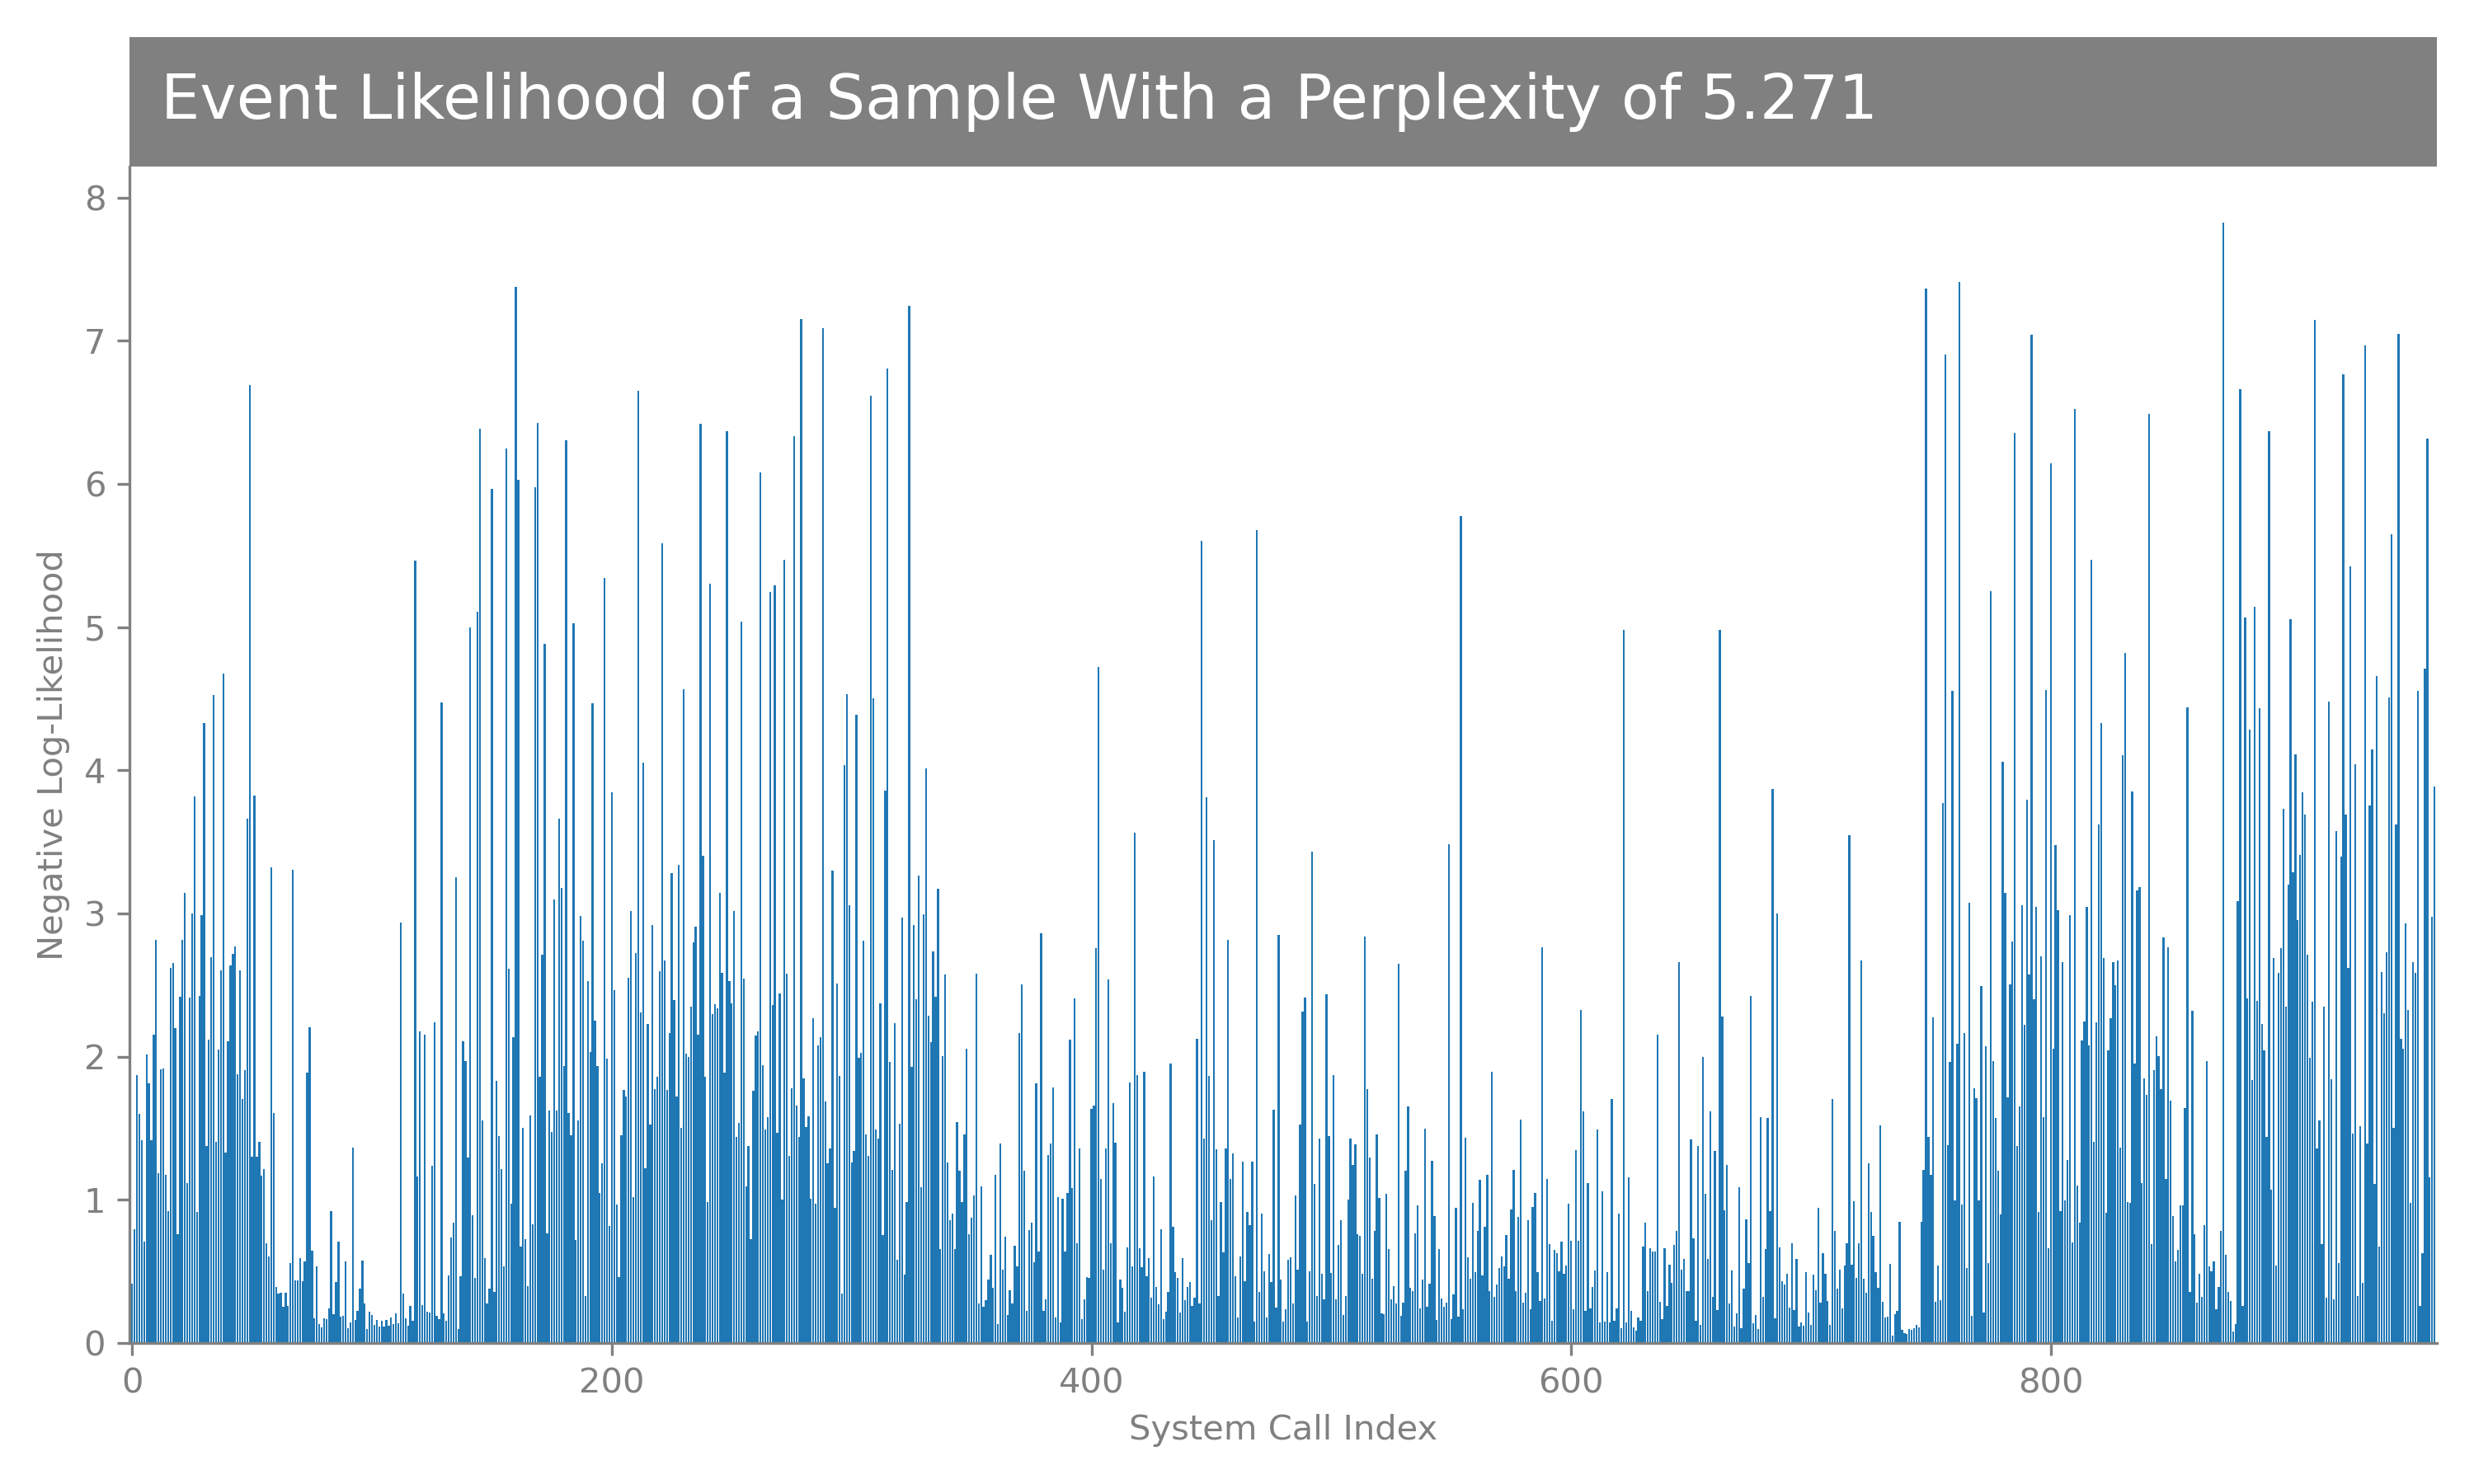 Event Likelihood of a Sample With a Perplexity of 5.271
8
7
6
5
4
3
2
1
0
Negative Log-Likelihood
0 200 400 600 800
System Call Index